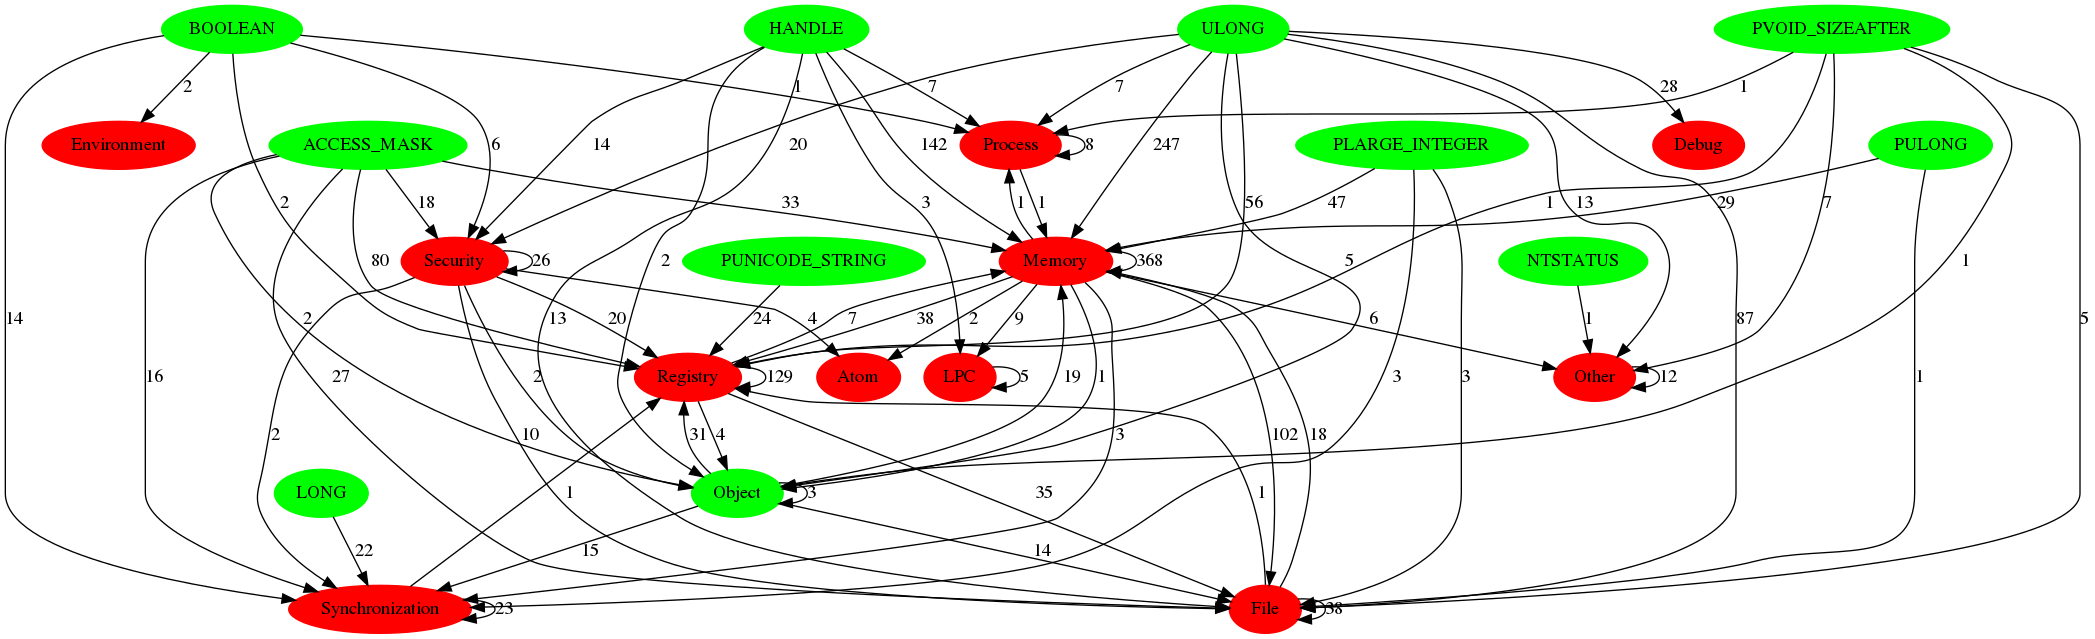 BOOLEAN HANDLE ULONG PVOID_SIZEAFTER
2 1 7 7 28 1
Environment ACCESS_MASK 6 14 20 142 Process 8 247 PLARGE_INTEGER Debug PULONG
2 18 33 3 1 1 47 56 1 13 29 7
80 Security 26 PUNICODE_STRING 2 Memory 368 5 NTSTATUS 1
14 2 20 13 24 4 7 38 2 9 6 1 87 5
16 27 2 Registry 129 Atom LPC 5 19 1 3 3 Other 12 1
2 10 31 4 3 102 18 1
LONG Object 3 35 1
22 1 15 14
Synchronization 23 File 38